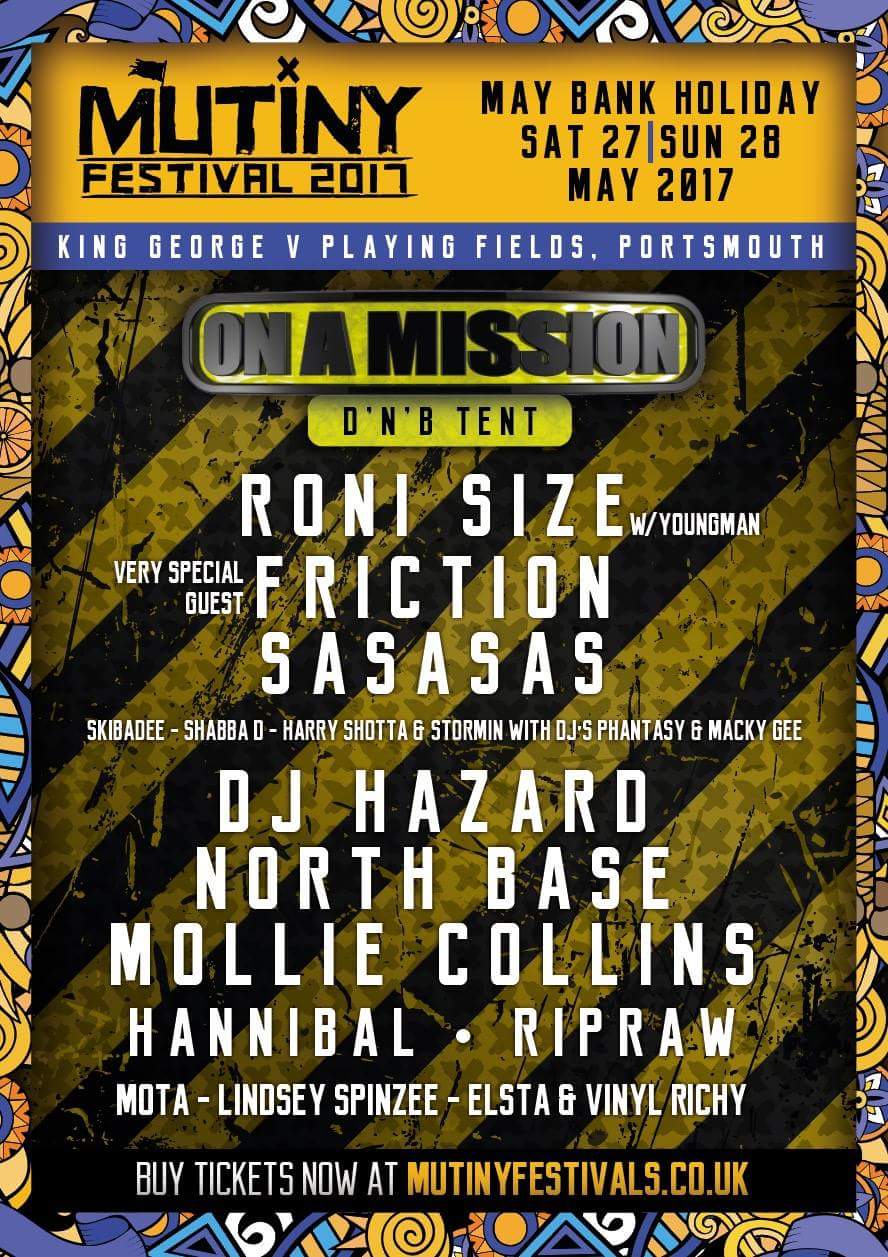 MUTINY
FESTIVAL 2017
MAY BANK HOLIDAY
SAT 27|SUN 28
MAY 2017
KING GEORGE V PLAYING FIELDS, PORTSMOUTH
ON A MISSION
D'N'B TENT
RONI SIZE W/YOUNGMAN
VERY SPECIAL GUEST FRICTION
SASASAS
SKIBADEE - SHABBA D - HARRY SHOTTA & STORMIN WITH DJ'S PHANTASY & MACKY GEE
DJ HAZARD
NORTH BASE
MOLLIE COLLINS
HANNIBAL • RIPRAW
MOTA - LINDSEY SPINZEE - ELSTA & VINYL RICHY
BUY TICKETS NOW AT MUTINYFESTIVALS.CO.UK